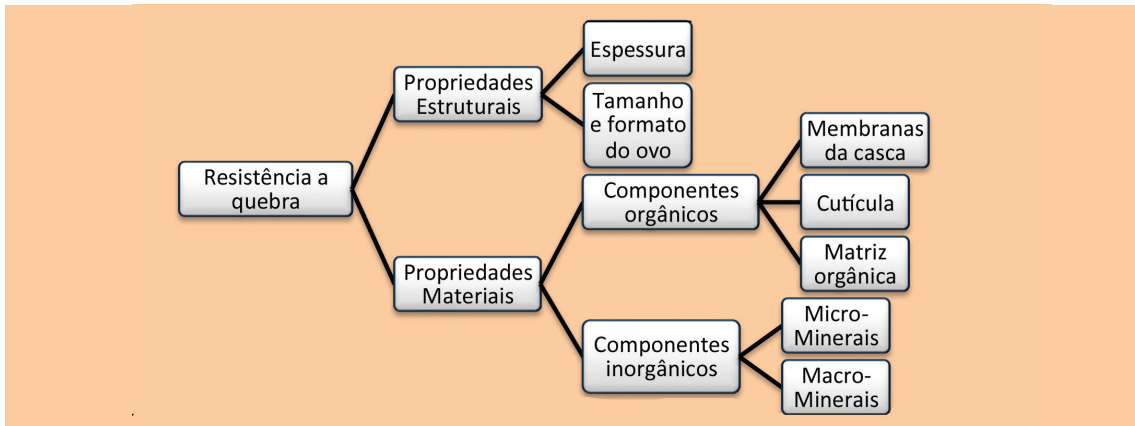 Resistência a
quebra
Propriedades
Estruturais
Espessura
Tamanho
e formato
do ovo
Propriedades
Materiais
Componentes
orgânicos
Membranas
da casca
Cutícula
Matriz
orgânica
Componentes
inorgânicos
Micro-
Minerais
Macro-
Minerais